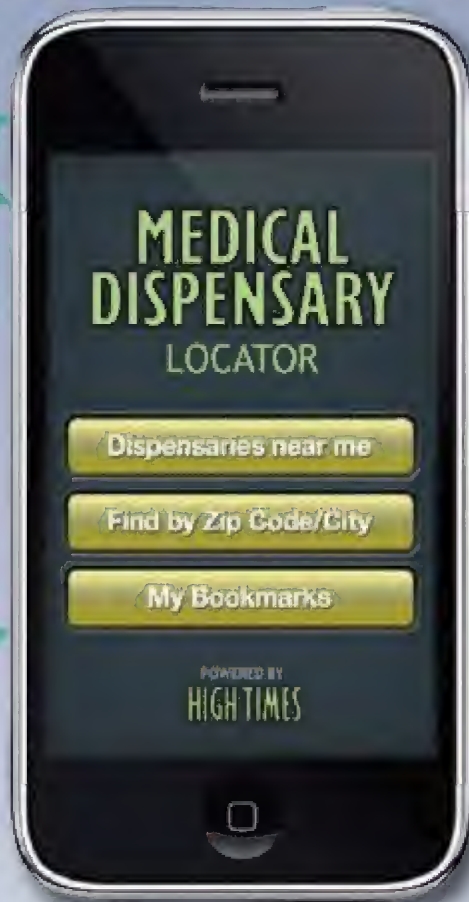 MEDICAL
DISPENSARY
LOCATOR
Dispensaries near me
Find by Zip Code/City
My Bookmarks
POWERED BY
HIGH TIMES